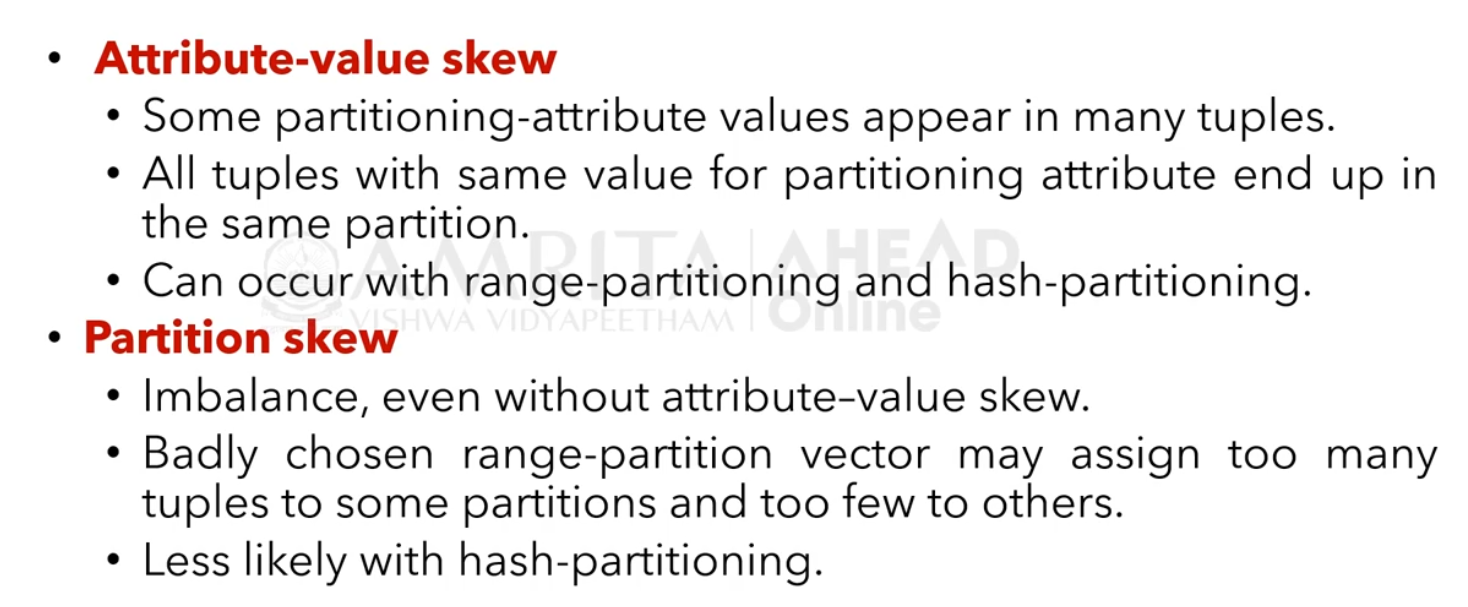 • Attribute-value skew
• Some partitioning-attribute values appear in many tuples.
• All tuples with same value for partitioning attribute end up in
the same partition.
• Can occur with range-partitioning and hash-partitioning.
AMRITA AHEAD
VISHWA VIDYAPEETHAM Online
• Partition skew
• Imbalance, even without attribute–value skew.
• Badly chosen range-partition vector may assign too many
tuples to some partitions and too few to others.
• Less likely with hash-partitioning.